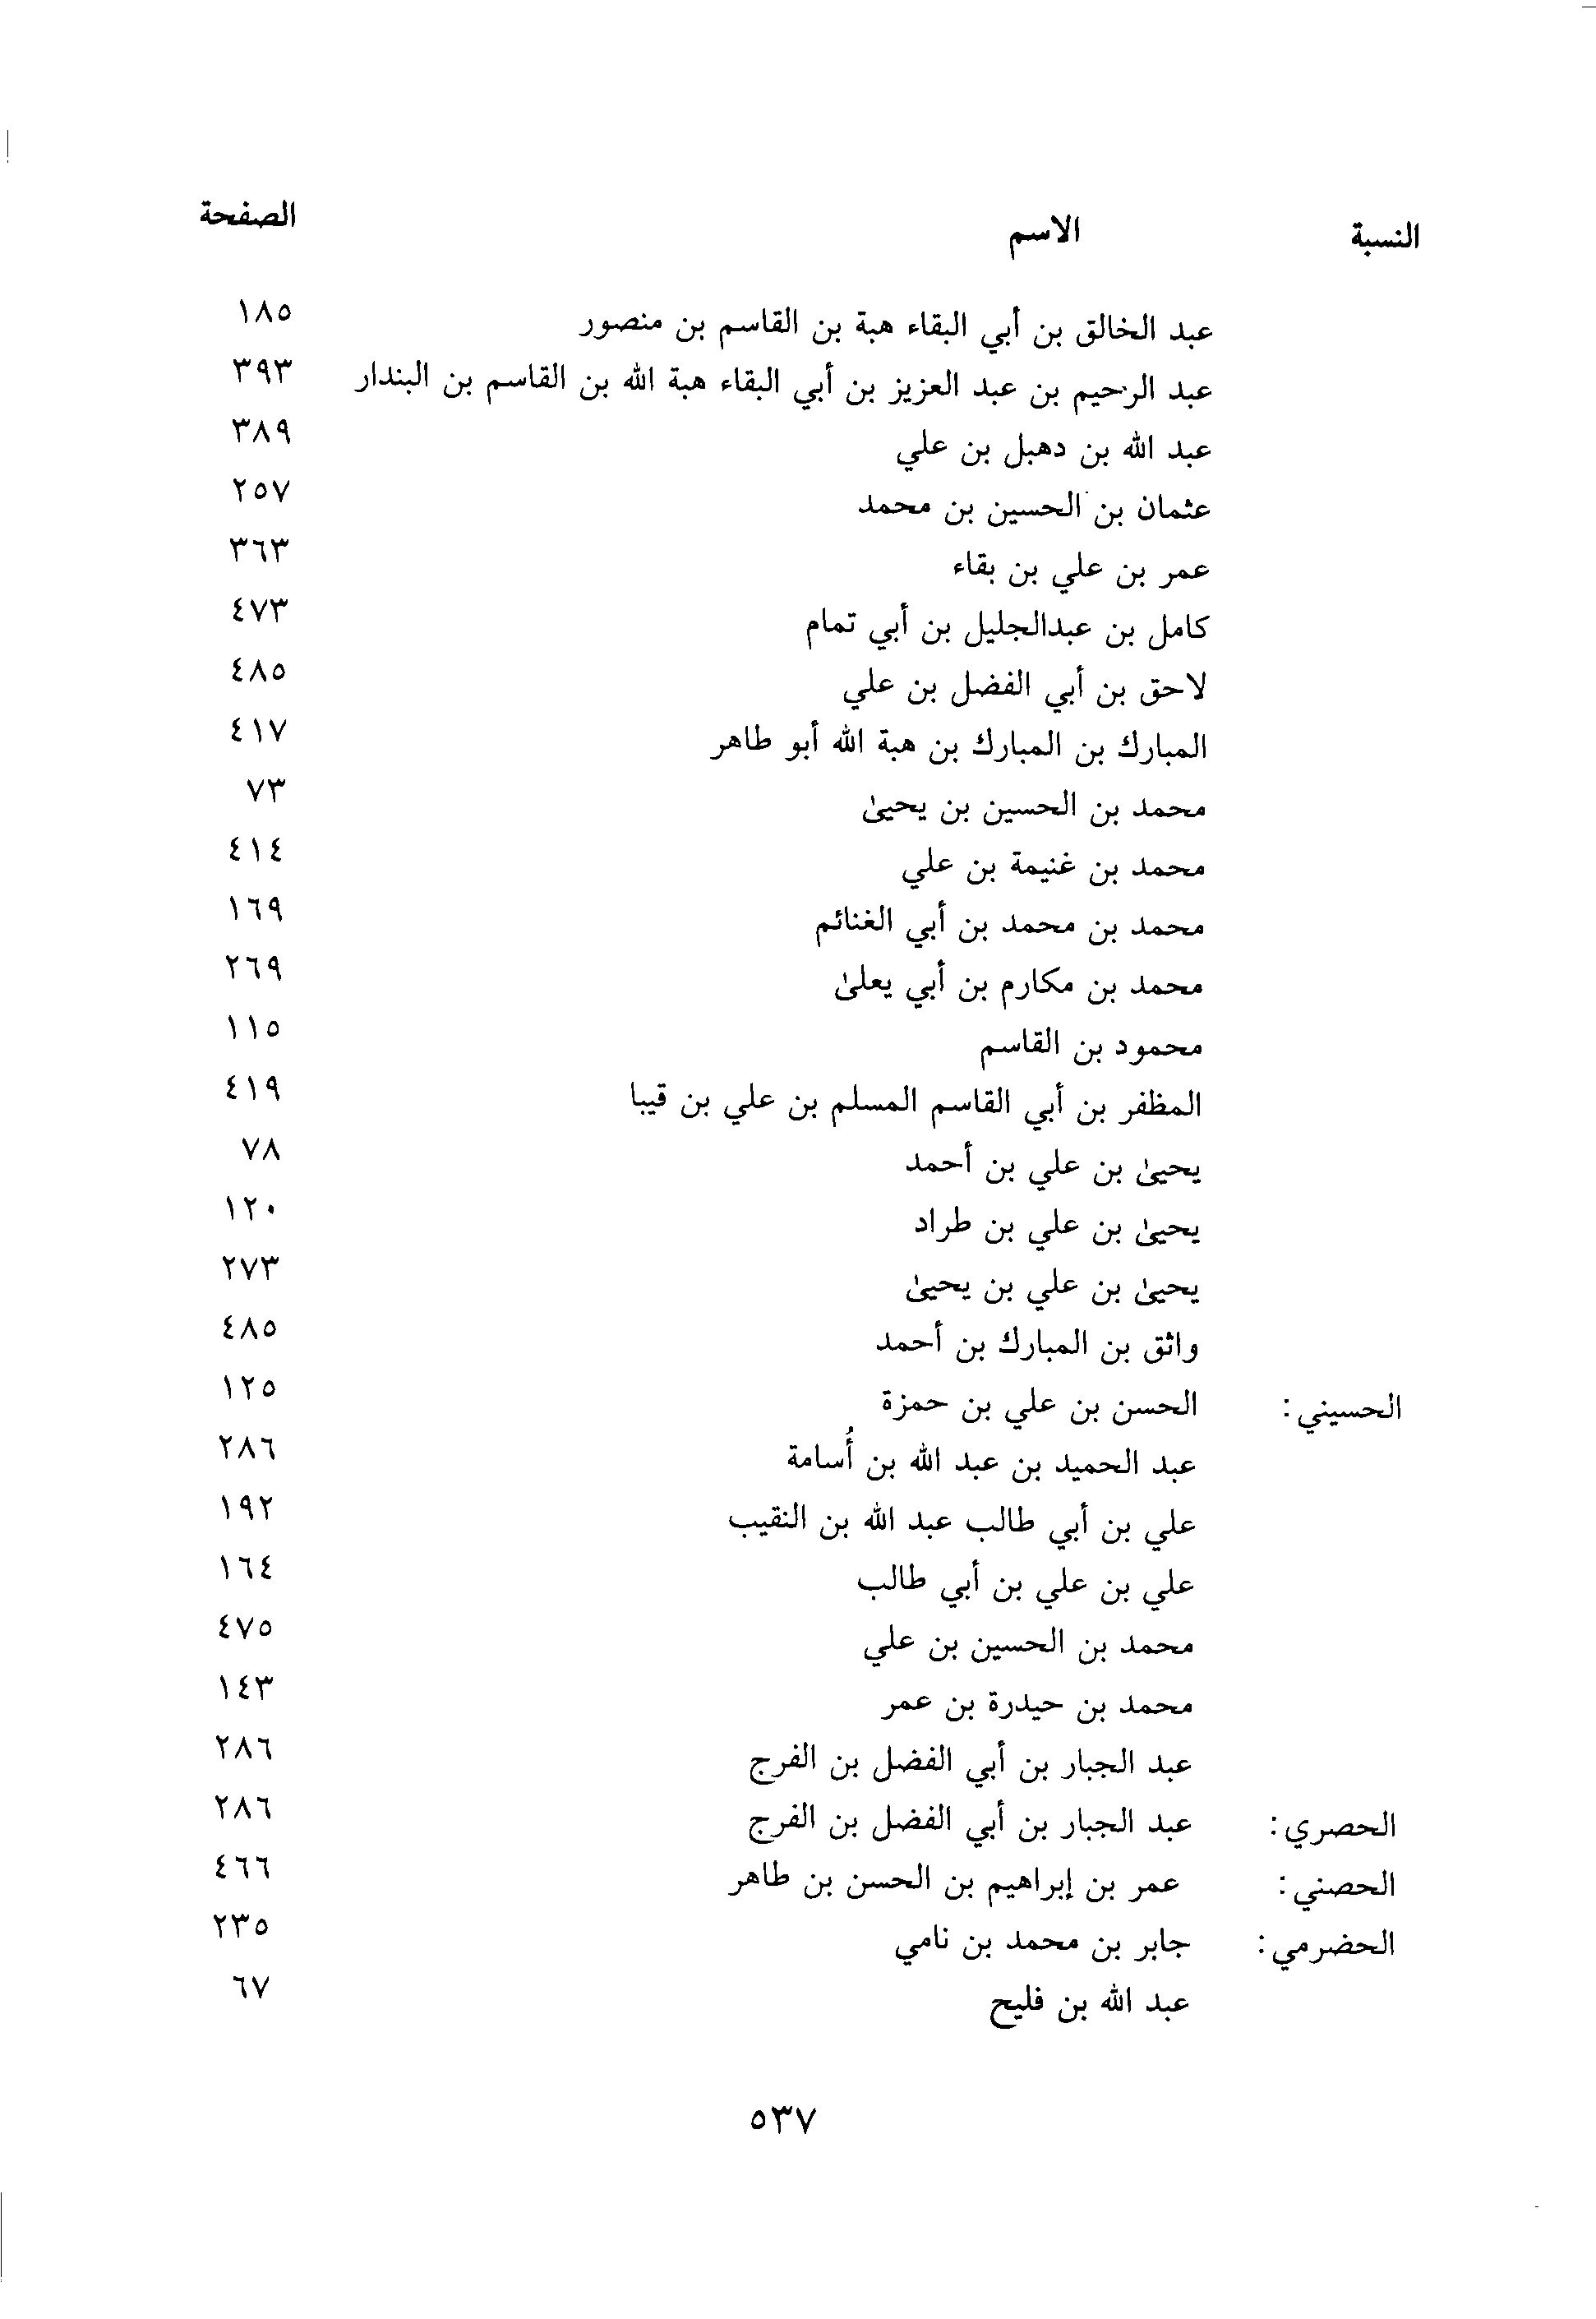 النسبة الاسم الصفحة
عبد الخالق بن أبي البقاء هبة بن القاسم بن منصور ١٨٥
عبد الرحيم بن عبد العزيز بن أبي البقاء هبة الله بن القاسم بن البندار ٣٩٣
عبد الله بن دهبل بن علي ٣٨٩
عثمان بن الحسين بن محمد ٢٥٧
عمر بن علي بن بقاء ٣٦٣
كامل بن عبدالجليل بن أبي تمام ٤٧٣
لاحق بن أبي الفضل بن علي ٤٨٥
المبارك بن المبارك بن هبة الله أبو طاهر ٤١٧
محمد بن الحسين بن يحيىٰ ٧٣
محمد بن غنيمة بن علي ٤١٤
محمد بن محمد بن أبي الغنائم ١٦٩
محمد بن مكارم بن أبي يعلىٰ ٢٦٩
محمود بن القاسم ١١٥
المظفر بن أبي القاسم المسلم بن علي بن قيبا ٤١٩
يحيىٰ بن علي بن أحمد ٧٨
يحيىٰ بن علي بن طراد ١٢٠
يحيىٰ بن علي بن يحيىٰ ٢٧٣
واثق بن المبارك بن أحمد ٤٨٥
الحسيني : الحسن بن علي بن حمزة ١٢٥
عبد الحميد بن عبد الله بن أُسامة ٢٨٦
علي بن أبي طالب عبد الله بن النقيب ١٩٢
علي بن علي بن أبي طالب ١٦٤
محمد بن الحسين بن علي ٤٧٥
محمد بن حيدرة بن عمر ١٤٣
عبد الجبار بن أبي الفضل بن الفرج ٢٨٦
الحصري : عبد الجبار بن أبي الفضل بن الفرج ٢٨٦
الحصني : عمر بن إبراهيم بن الحسن بن طاهر ٤٦٦
الحضرمي : جابر بن محمد بن نامي ٢٣٥
عبد الله بن فليح ٦٧
٥٣٧